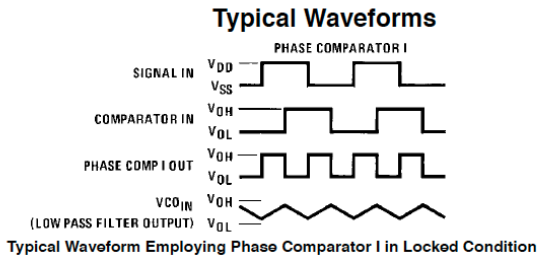 Typical Waveforms
PHASE COMPARATOR I
SIGNAL IN
VDD
VSS
COMPARATOR IN
VOH
VOL
PHASE COMP I OUT
VOH
VOL
VCOIN
(LOW PASS FILTER OUTPUT)
VOH
VOL
Typical Waveform Employing Phase Comparator I in Locked Condition